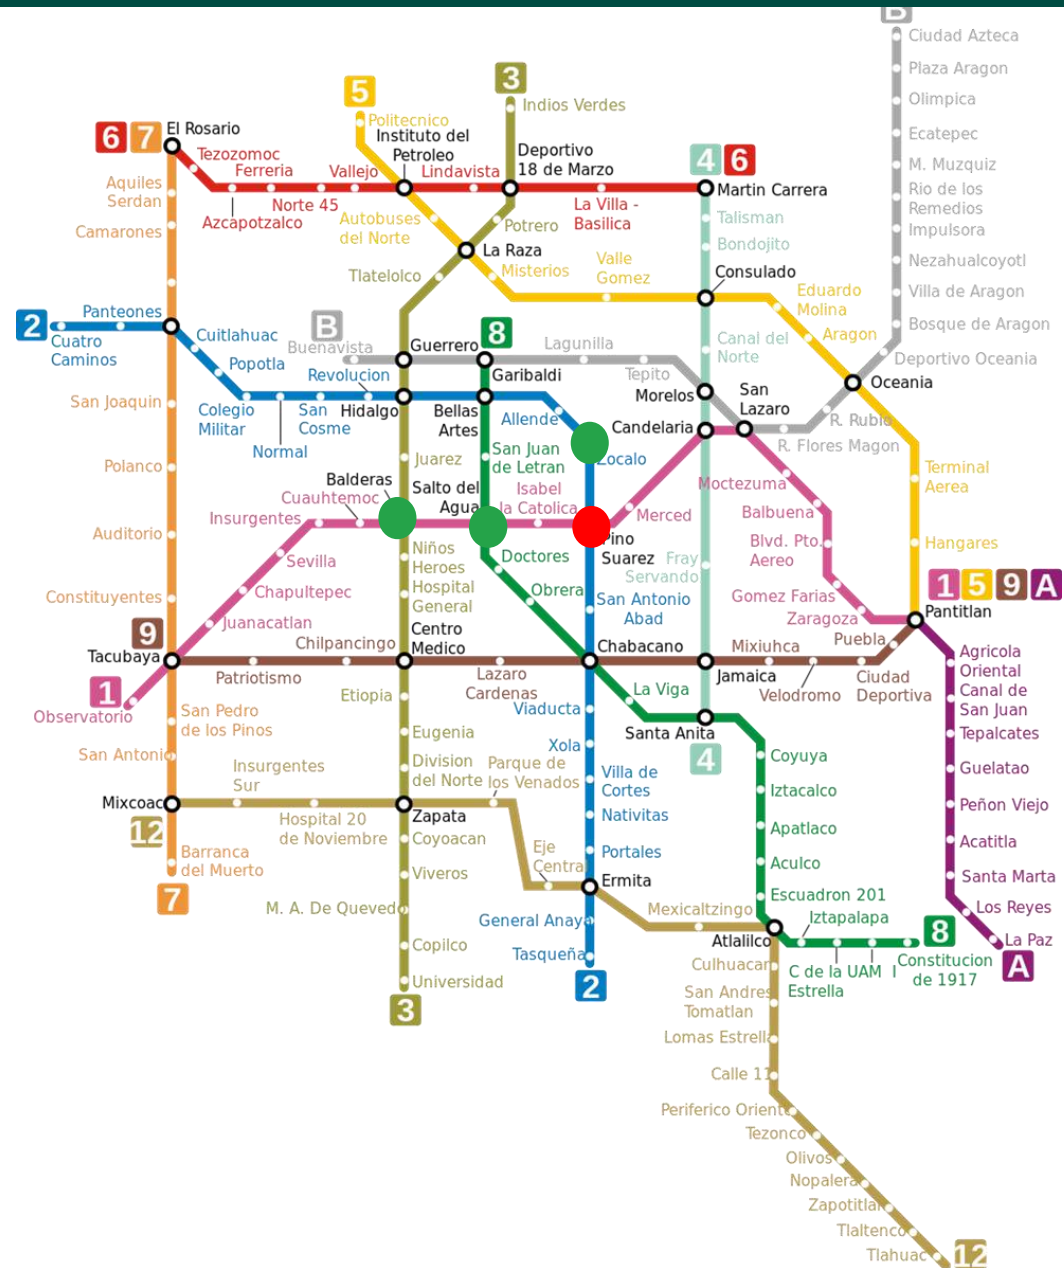 B
Ciudad Azteca
Plaza Aragon
Olimpica
Ecatepec
M. Muzquiz
Rio de los
Remedios
Impulsora
Nezahualcoyotl
Villa de Aragon
Bosque de Aragon
Deportivo Oceania
Oceania
R. Rubio
R. Flores Magon
3
Indios Verdes
5
Politecnico
Instituto del
Petroleo
Deportivo
18 de Marzo
6 7
El Rosario
Tezozomoc
Ferreria
Vallejo
Lindavista
4 6
Martin Carrera
Aquiles
Serdan
Norte 45
Azcapotzalco
La Villa -
Basilica
Camarones
Autobuses
del Norte
Potrero
Talisman
Bondojito
La Raza
Tlatelolco
Misterios
Valle
Gomez
Consulado
Eduardo
Molina
Aragon
2
Panteones
Cuatro
Caminos
Cuitlahuac
Popotla
B
Buenavista
Guerrero
8
Garibaldi
Lagunilla
Tepito
Canal del
Norte
Morelos
San
Lazaro
Revolucion
San Joaquin
Colegio
Militar
San
Cosme
Normal
Hidalgo
Bellas
Artes
Allende
Candelaria
Zocalo
Juarez
San Juan
de Letran
Polanco
Balderas
Cuauhtemoc
Salto del
Agua
Isabel
la Catolica
Moctezuma
Terminal
Aerea
Insurgentes
Merced
Balbuena
Auditorio
Sevilla
Niños
Heroes
Doctores
Pino
Suarez
Fray
Servando
Blvd. Pto.
Aereo
Hangares
Constituyentes
Chapultepec
Hospital
General
Obrera
San Antonio
Abad
Gomez Farias
1 5 9 A
Pantitlan
Juanacatlan
Zaragoza
9
Tacubaya
Chilpancingo
Centro
Medico
Chabacano
Mixiuhca
Puebla
Patriotismo
Lazaro
Cardenas
Jamaica
Velodromo
Ciudad
Deportiva
Agricola
Oriental
1
Observatorio
Etiopia
La Viga
Canal de
San Juan
San Pedro
de los Pinos
Viaducta
Santa Anita
Eugenia
Xola
4
Tepalcates
San Antonio
Insurgentes
Sur
Division
del Norte
Parque de
los Venados
Villa de
Cortes
Coyuya
Guelatao
Mixcoac
12
Hospital 20
de Noviembre
Zapata
Nativitas
Iztacalco
Peñon Viejo
Coyoacan
Apatlaco
Acatitla
Barranca
del Muerto
Viveros
Eje
Central
Portales
Aculco
Santa Marta
7
Ermita
Escuadron 201
M. A. De Quevedo
General Anaya
Mexicaltzingo
Iztapalapa
Los Reyes
Copilco
Tasqueña
Atlalilco
8
La Paz
Culhuacan
C de la
Estrella
UAM I
Constitucion
de 1917
A
Universidad
2
San Andres
Tomatlan
3
Lomas Estrella
Calle 11
Periferico Oriente
Tezonco
Olivos
Nopalera
Zapotitlan
Tlaltenco
Tlahuac
12